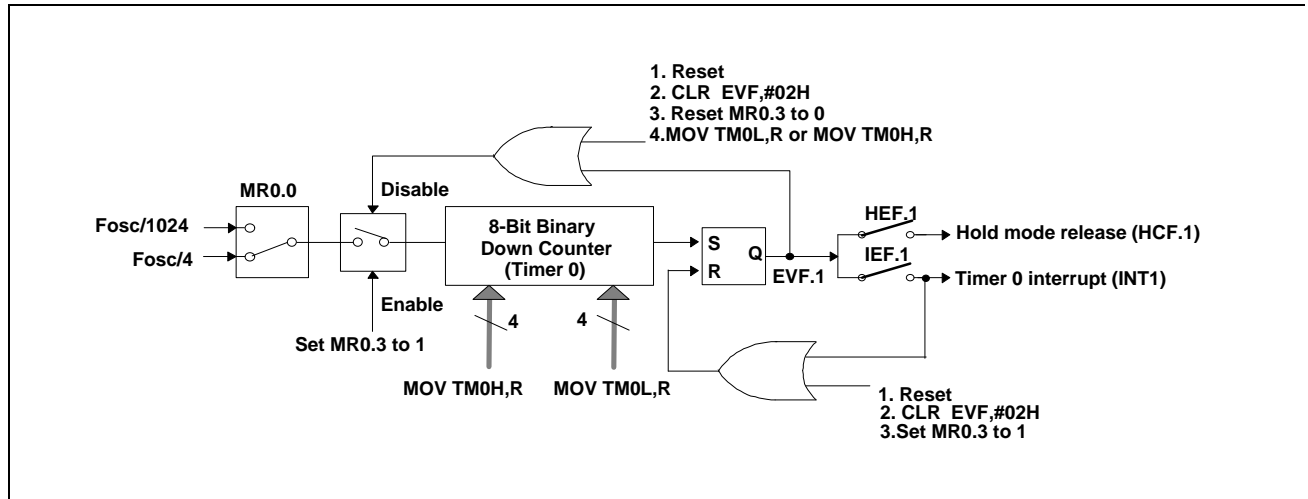 1. Reset
2. CLR EVF,#02H
3. Reset MR0.3 to 0
4.MOV TM0L,R or MOV TM0H,R
MR0.0
Disable
Fosc/1024
Fosc/4
8-Bit Binary
Down Counter
(Timer 0)
S
R
Q
EVF.1
HEF.1
Hold mode release (HCF.1)
IEF.1
Timer 0 interrupt (INT1)
Enable
Set MR0.3 to 1
4
4
MOV TM0H,R
MOV TM0L,R
1. Reset
2. CLR EVF,#02H
3.Set MR0.3 to 1